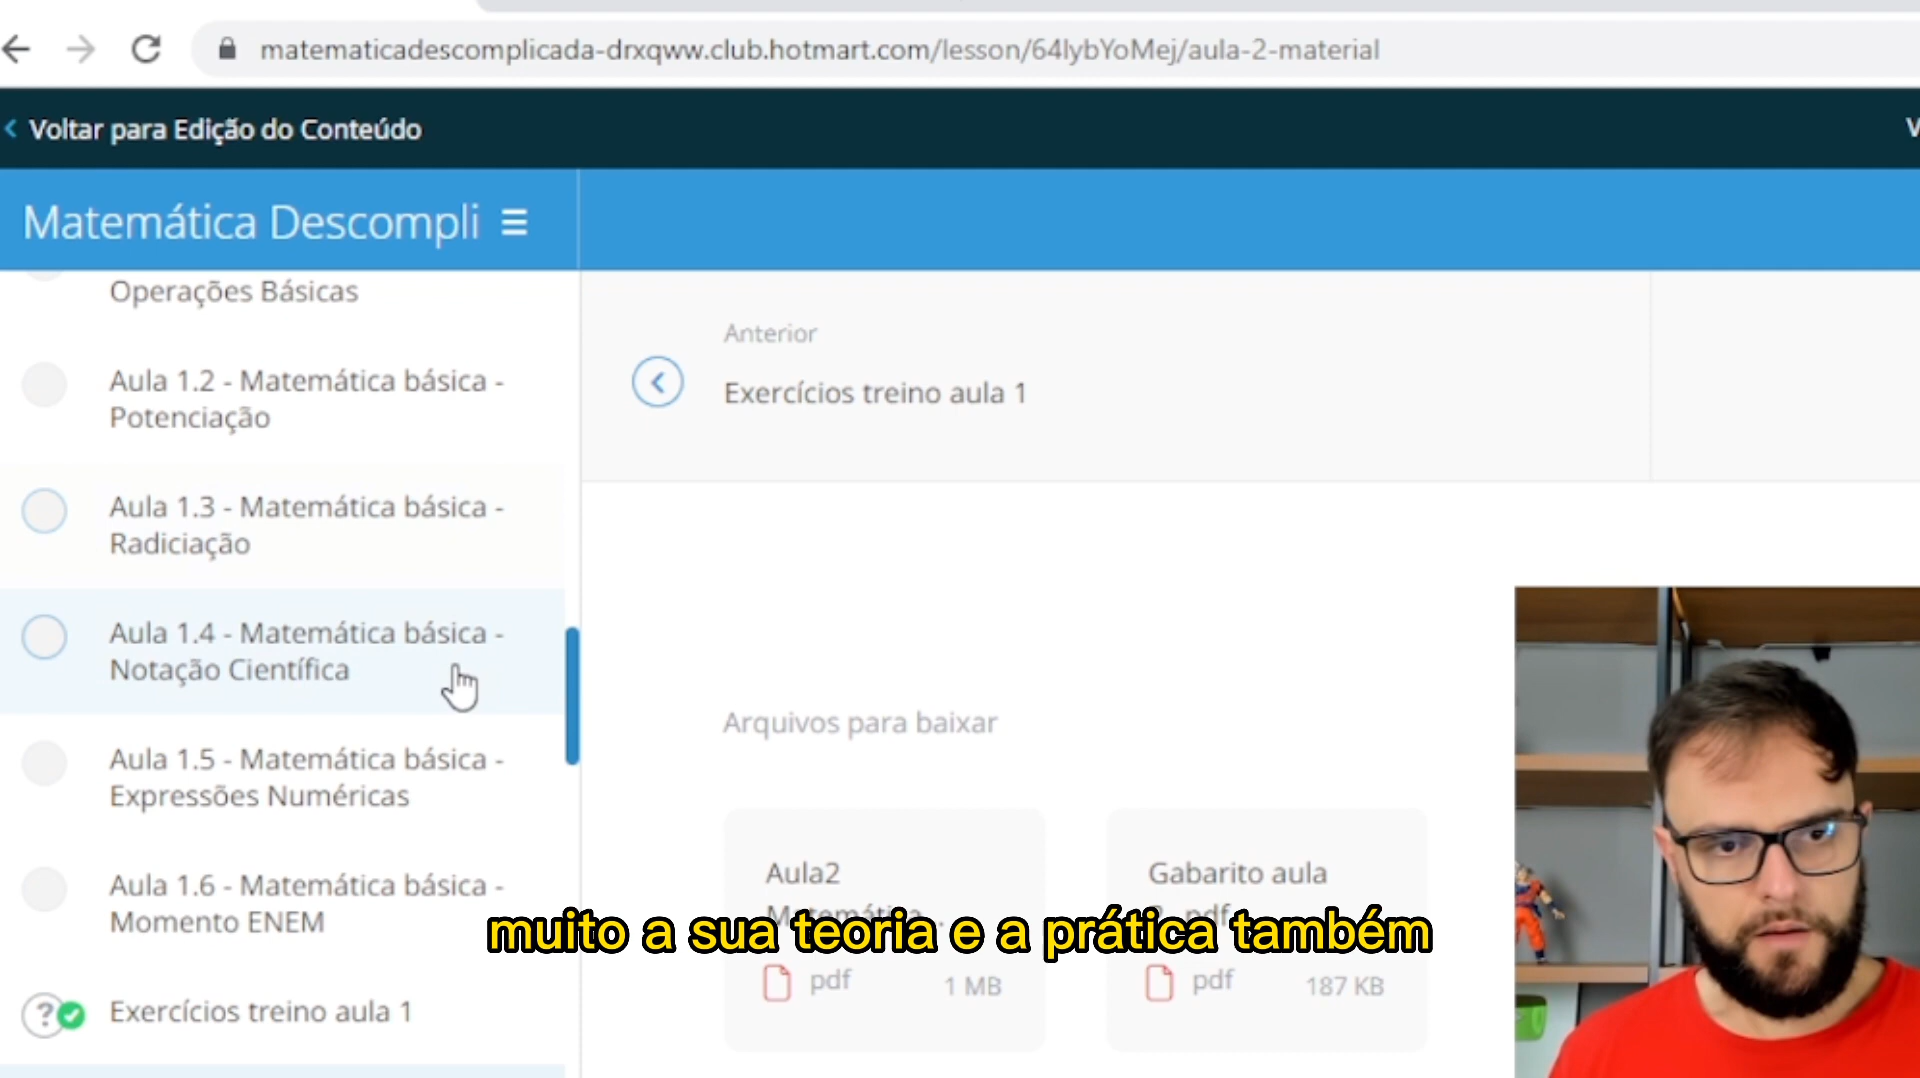 matematicadescomplicada-drxqww.club.hotmart.com/lesson/64lybYoMej/aula-2-material
Voltar para Edição do Conteúdo
V
Matemática Descompli
Operações Básicas
Aula 1.2 - Matemática básica -
Potenciação
Aula 1.3 - Matemática básica -
Radiciação
Aula 1.4 - Matemática básica -
Notação Científica
Aula 1.5 - Matemática básica -
Expressões Numéricas
Aula 1.6 - Matemática básica -
Momento ENEM
? Exercícios treino aula 1
Anterior
Exercícios treino aula 1
Arquivos para baixar
Aula2
Matemática...
pdf 1 MB
Gabarito aula
2 .pdf
pdf 187 KB
muito a sua teoria e a prática também